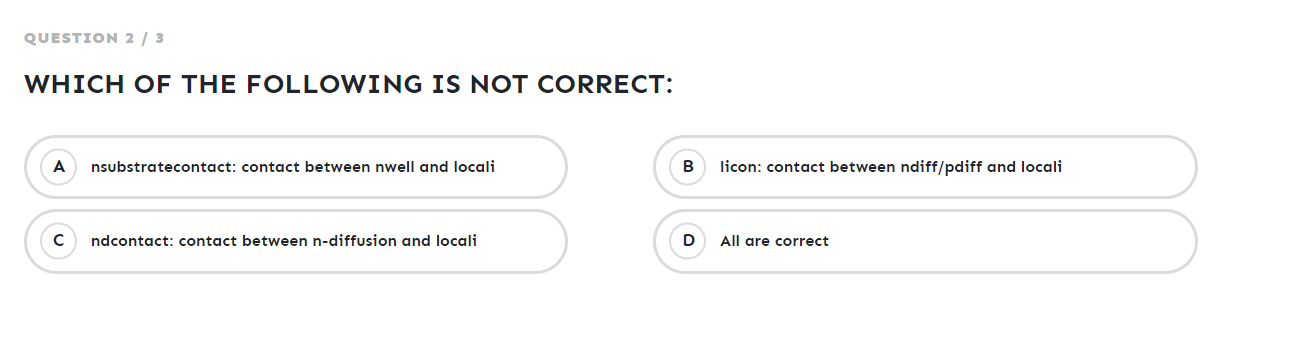 QUESTION 2 / 3
WHICH OF THE FOLLOWING IS NOT CORRECT:
A nsubstratecontact: contact between nwell and locali
B licon: contact between ndiff/pdiff and locali
C ndcontact: contact between n-diffusion and locali
D All are correct